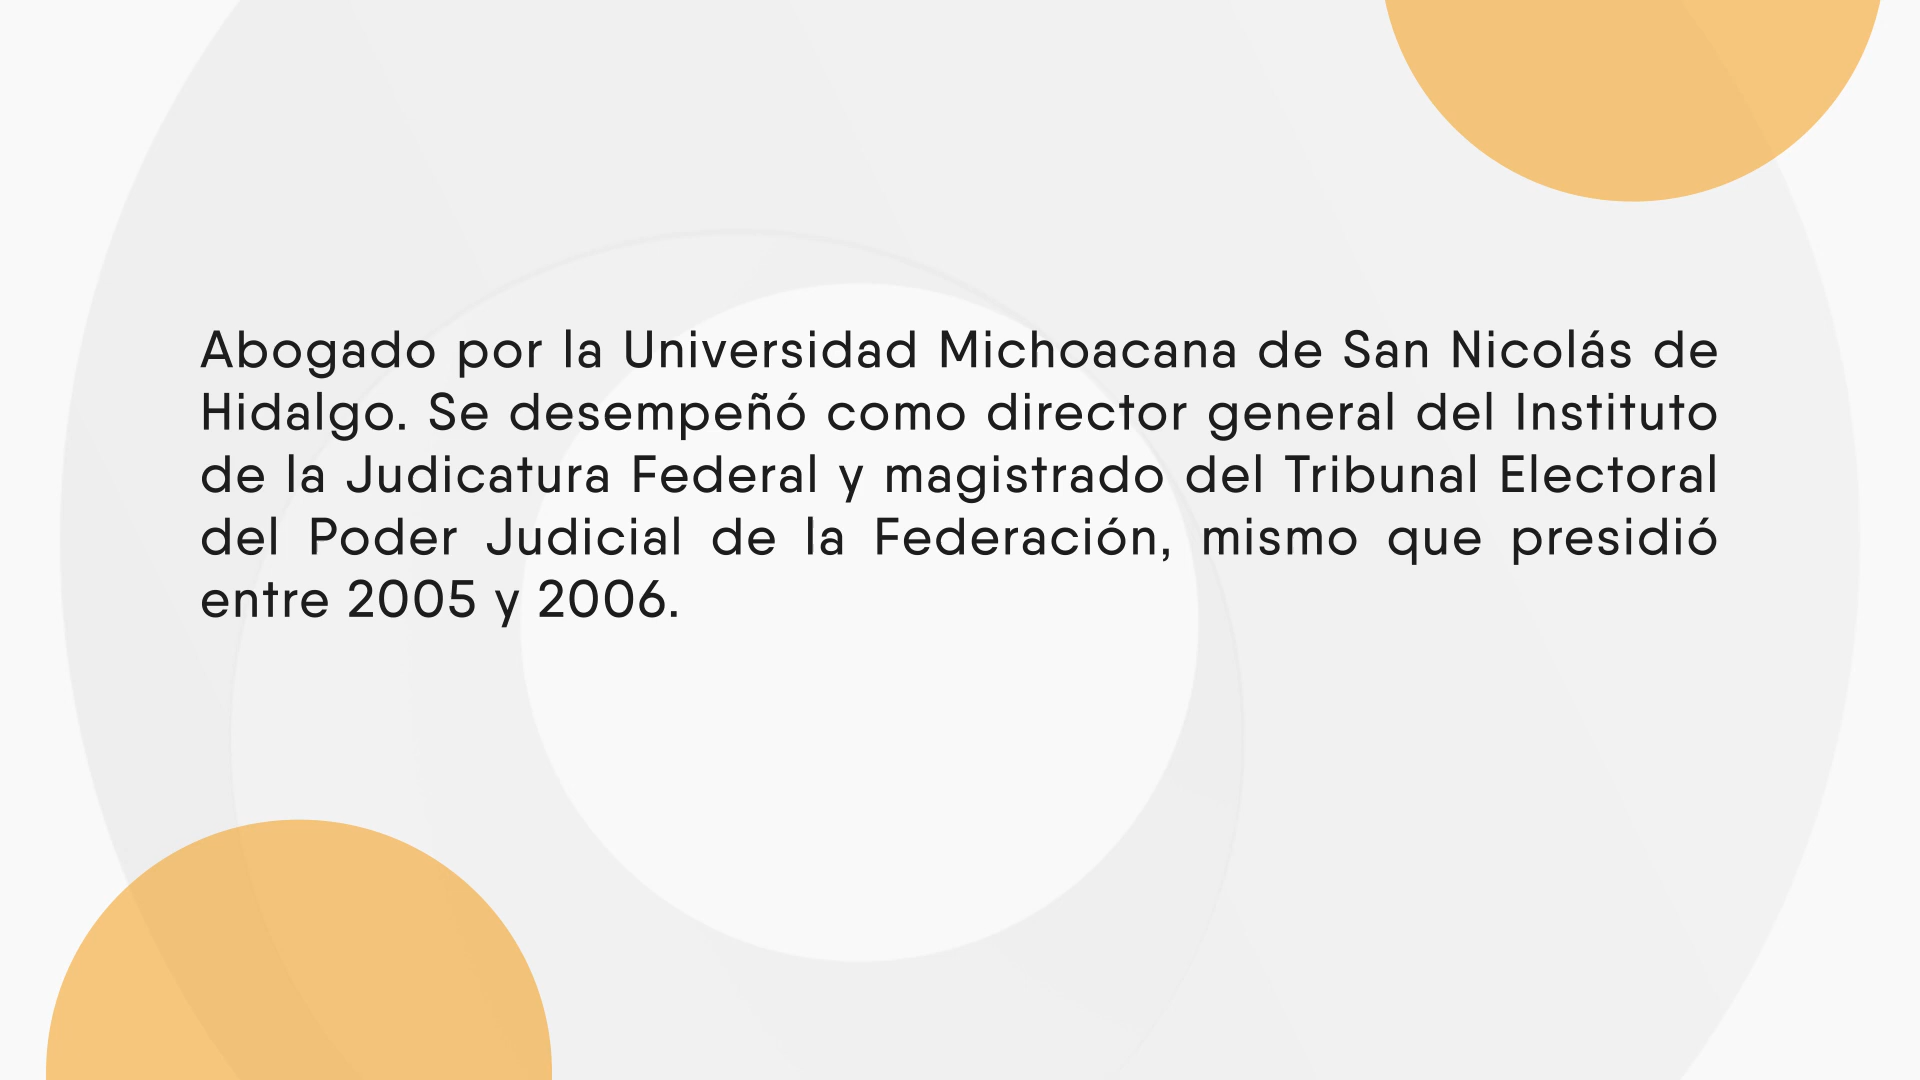 Abogado por la Universidad Michoacana de San Nicolás de
Hidalgo. Se desempeñó como director general del Instituto
de la Judicatura Federal y magistrado del Tribunal Electoral
del Poder Judicial de la Federación, mismo que presidió
entre 2005 y 2006.